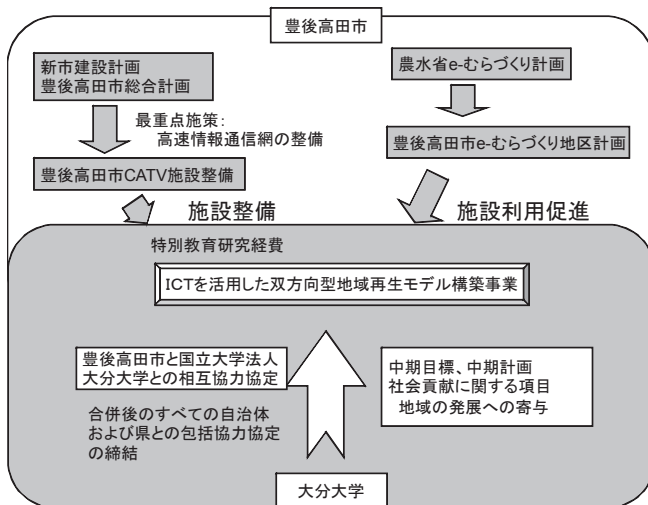 豊後高田市
新市建設計画
豊後高田市総合計画
農水省e-むらづくり計画
最重点施策:
高速情報通信網の整備
豊後高田市e-むらづくり地区計画
豊後高田市CATV施設整備
施設整備
施設利用促進
特別教育研究経費
ICTを活用した双方向型地域再生モデル構築事業
豊後高田市と国立大学法人
大分大学との相互協力協定
中期目標、中期計画
社会貢献に関する項目
地域の発展への寄与
合併後のすべての自治体
および県との包括協力協定
の締結
大分大学